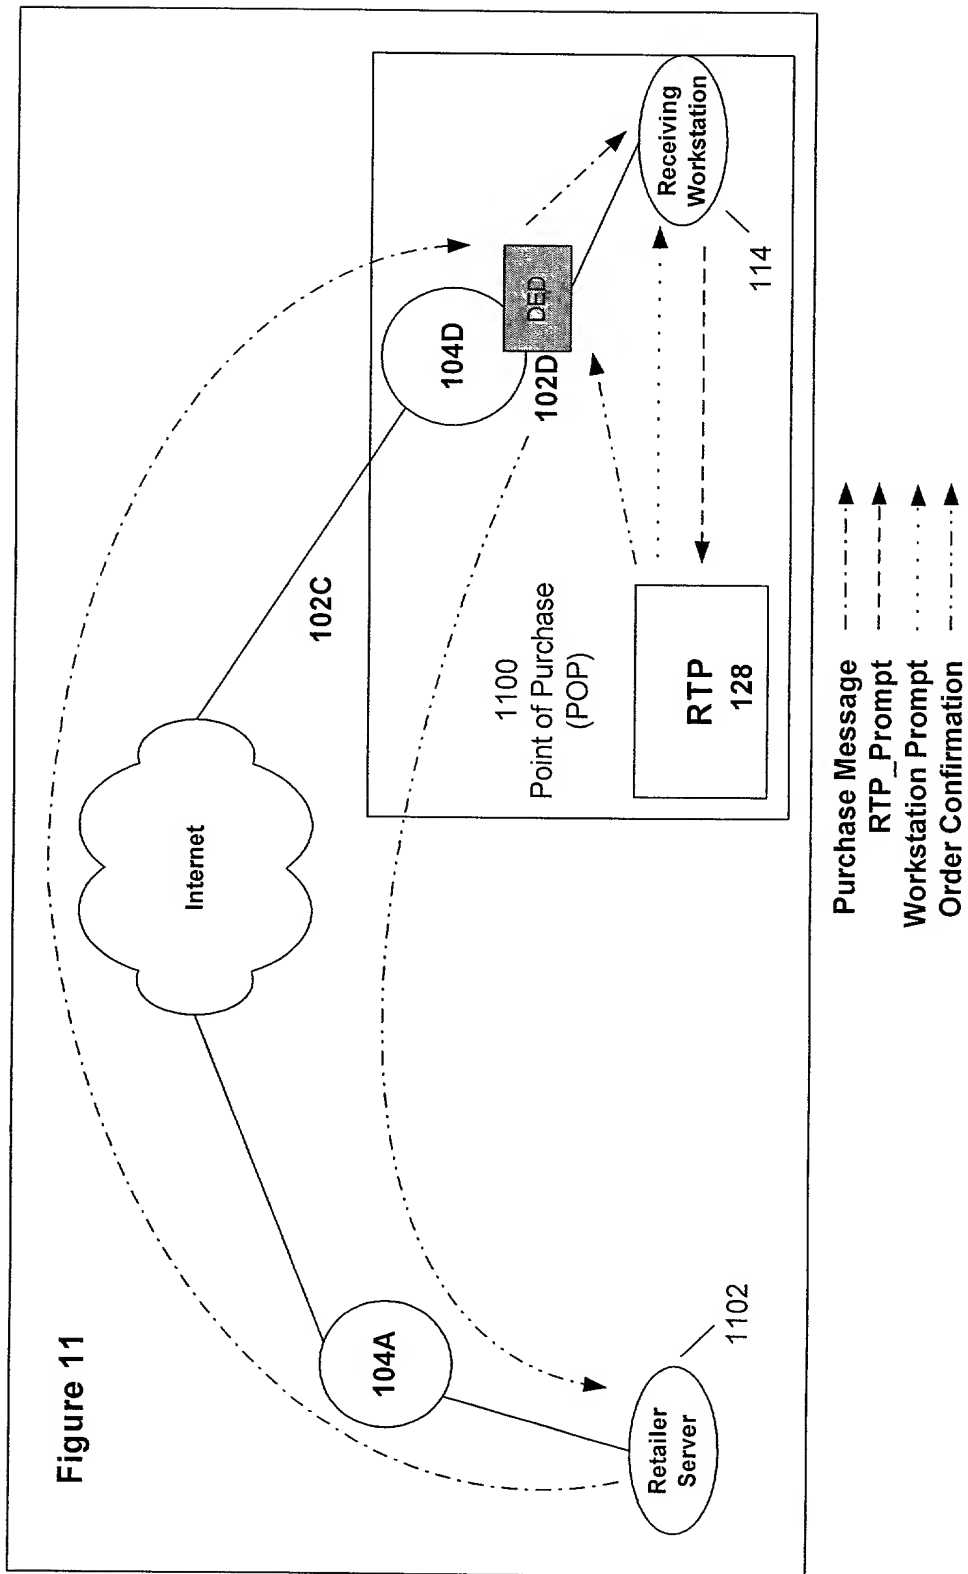 Figure 11
Internet
104A
Retailer
Server
1102
102C
104D
DED
102D
1100
Point of Purchase
(POP)
RTP
128
Receiving
Workstation
114
Purchase Message
RTP_Prompt
Workstation Prompt
Order Confirmation